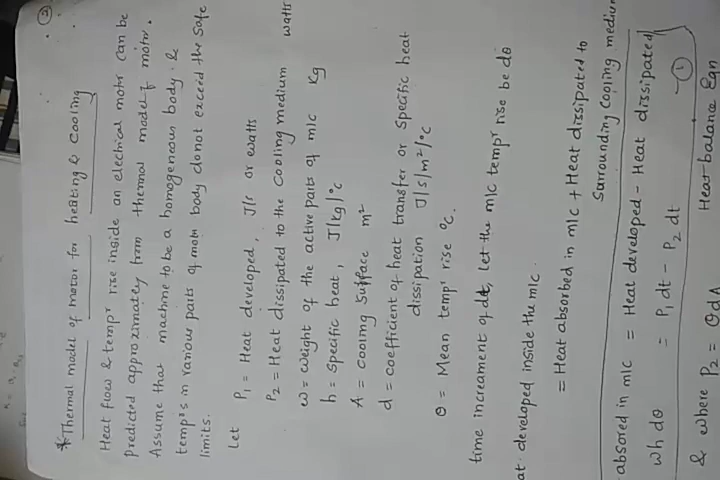 ②
*Thermal model of motor for heating & cooling
Heat flow & tempr rise inside an electrical motor can be
predicted approximately from thermal model of motor.
Assume that machine to be a homogeneous body &
tempr's in various parts of motor body donot exceed the safe
limits.
Let
P1 = Heat developed, J/s or watts
P2 = Heat dissipated to the cooling medium watts
w = weight of the active parts of m/c kg
h = specific heat, J/kg/°c
A = cooling surface m²
d = coefficient of heat transfer or specific heat
dissipation J/s/m²/°c
θ = Mean tempr rise °c.
time increament of dt, let the m/c tempr rise be dθ
at developed inside the m/c.
= Heat absorbed in m/c + Heat dissipated to
surrounding cooling medium
absored in m/c = Heat developed - Heat dissipated
wh dθ = P1 dt - P2 dt ①
& where P2 = θdA Heat-balance Eqn